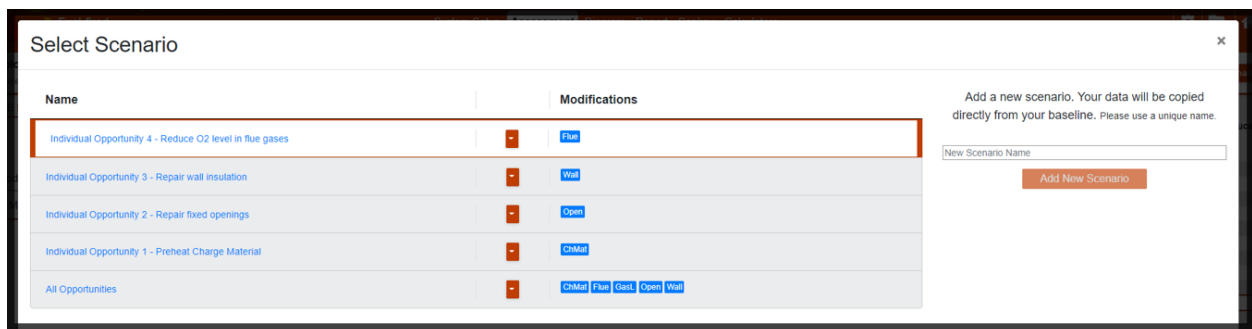 Select Scenario
×
Name
Modifications
Individual Opportunity 4 - Reduce O2 level in flue gases
Flue
Individual Opportunity 3 - Repair wall insulation
Wall
Individual Opportunity 2 - Repair fixed openings
Open
Individual Opportunity 1 - Preheat Charge Material
ChMat
All Opportunities
ChMat Flue GasL Open Wall
Add a new scenario. Your data will be copied
directly from your baseline. Please use a unique name.
New Scenario Name
Add New Scenario